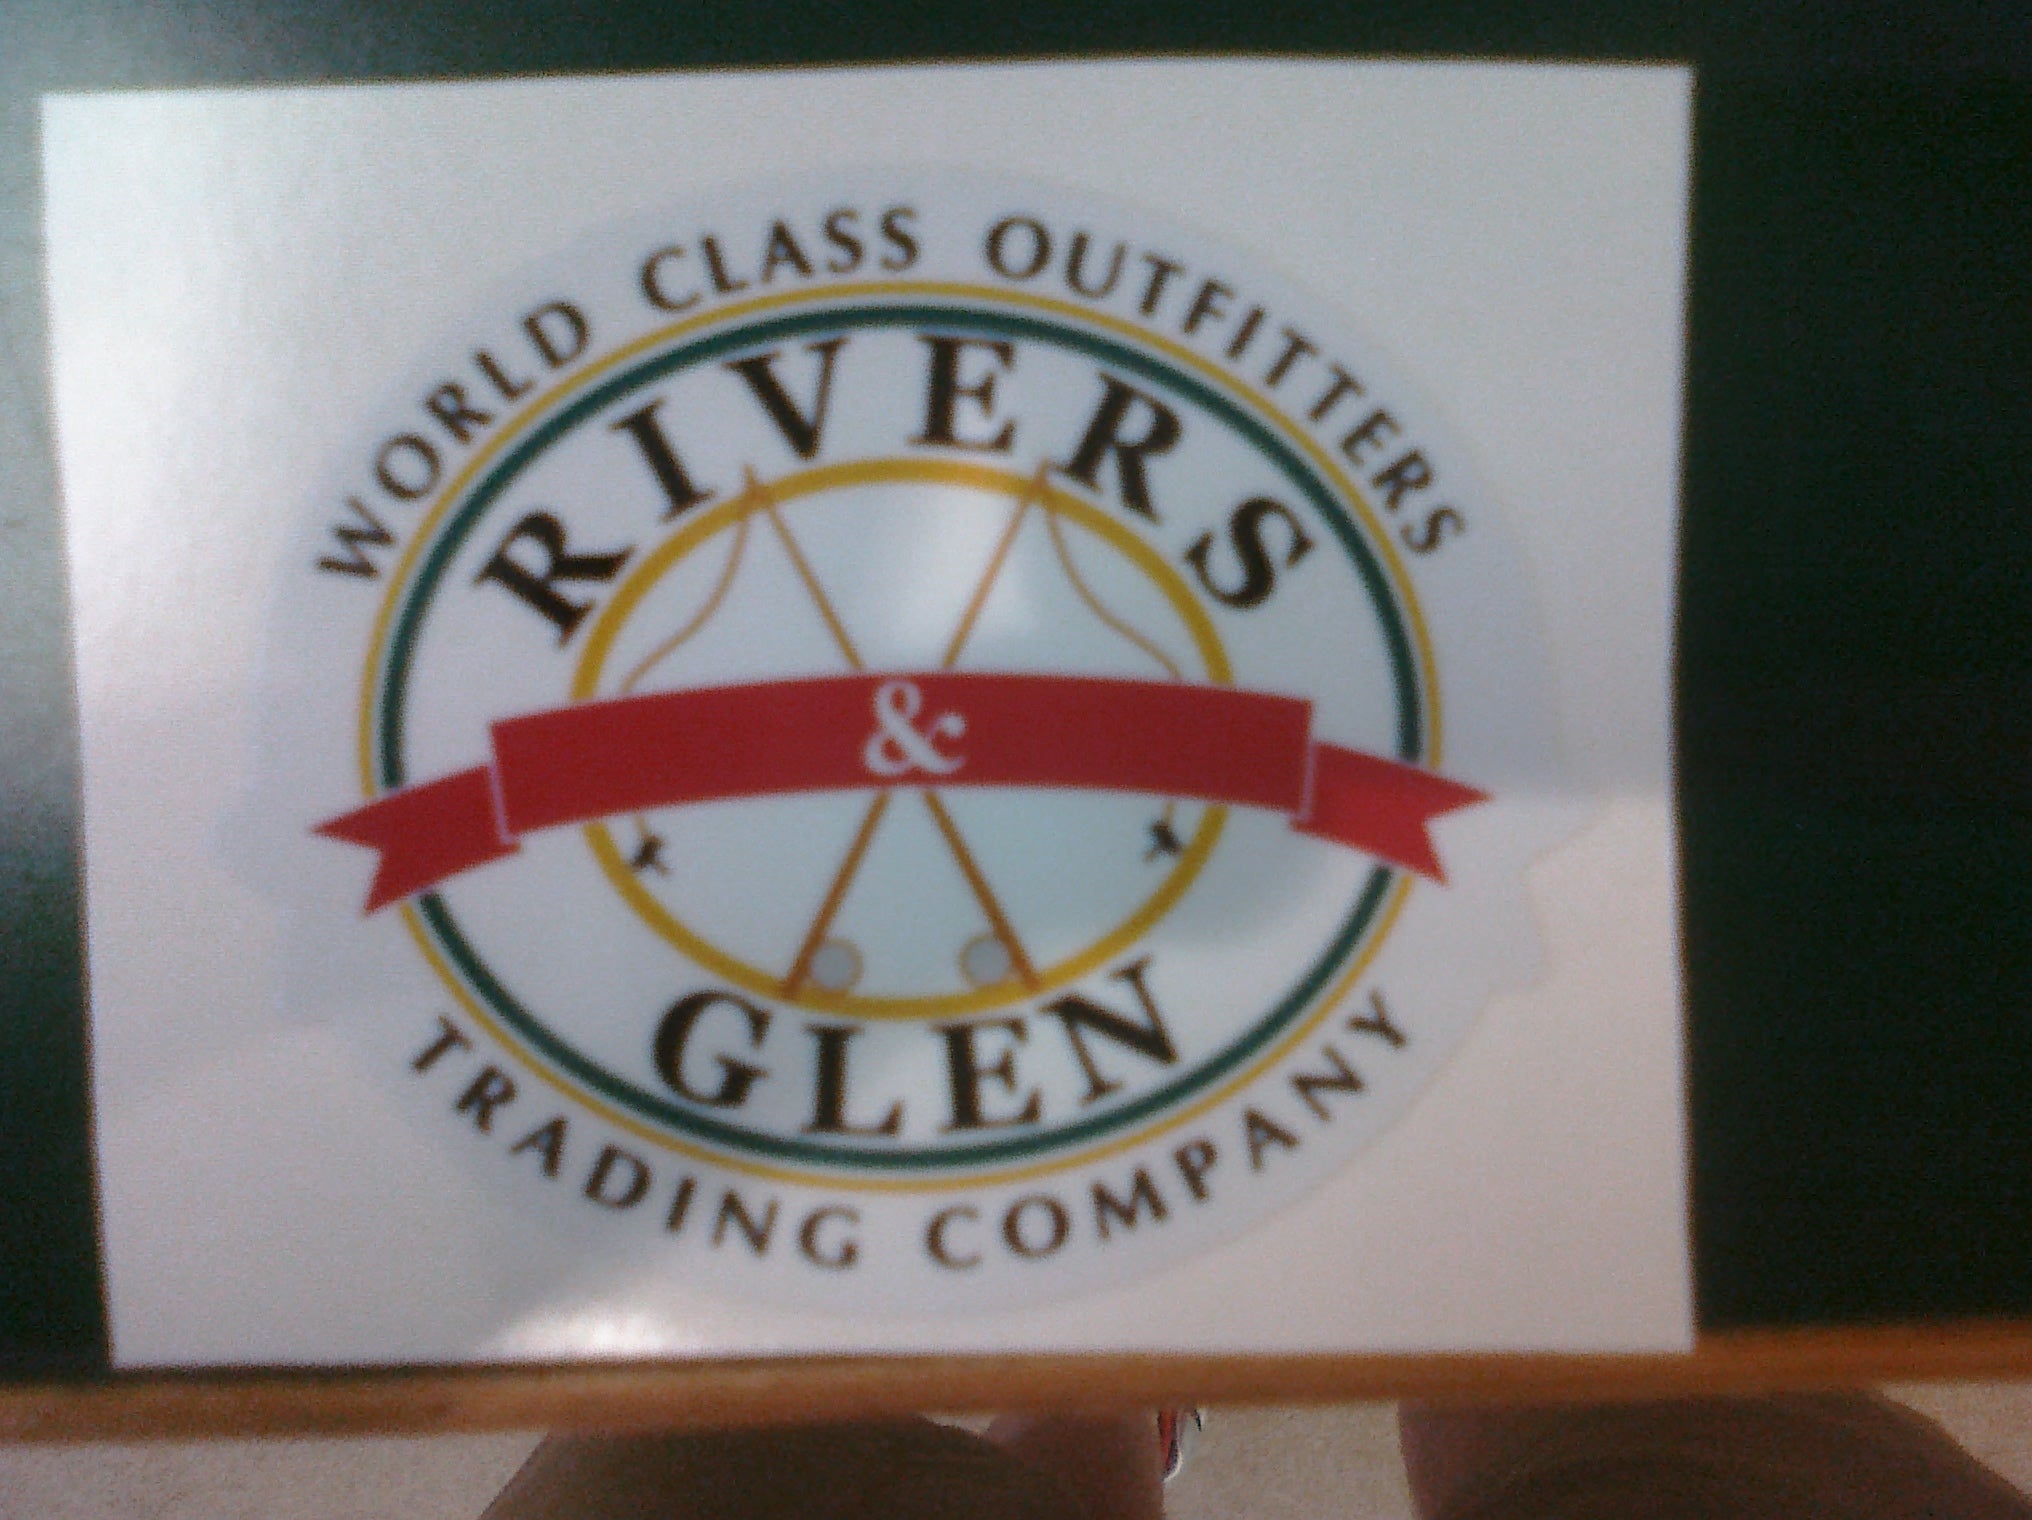 WORLD CLASS OUTFITTERS
RIVERS
&
GLEN
TRADING COMPANY